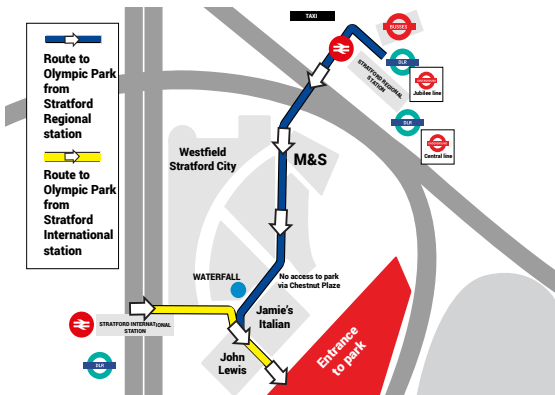 Route to
Olympic Park
from
Stratford
Regional
station
Route to
Olympic Park
from
Stratford
International
station
TAXI
BUSSES
DLR
STRATFORD REGIONAL
STATION
Jubilee line
DLR
Central line
Westfield
Stratford City
M&S
WATERFALL
No access to park
via Chestnut Plaze
Jamie's
Italian
STRATFORD INTERNATIONAL
STATION
DLR
John
Lewis
Entrance
to park